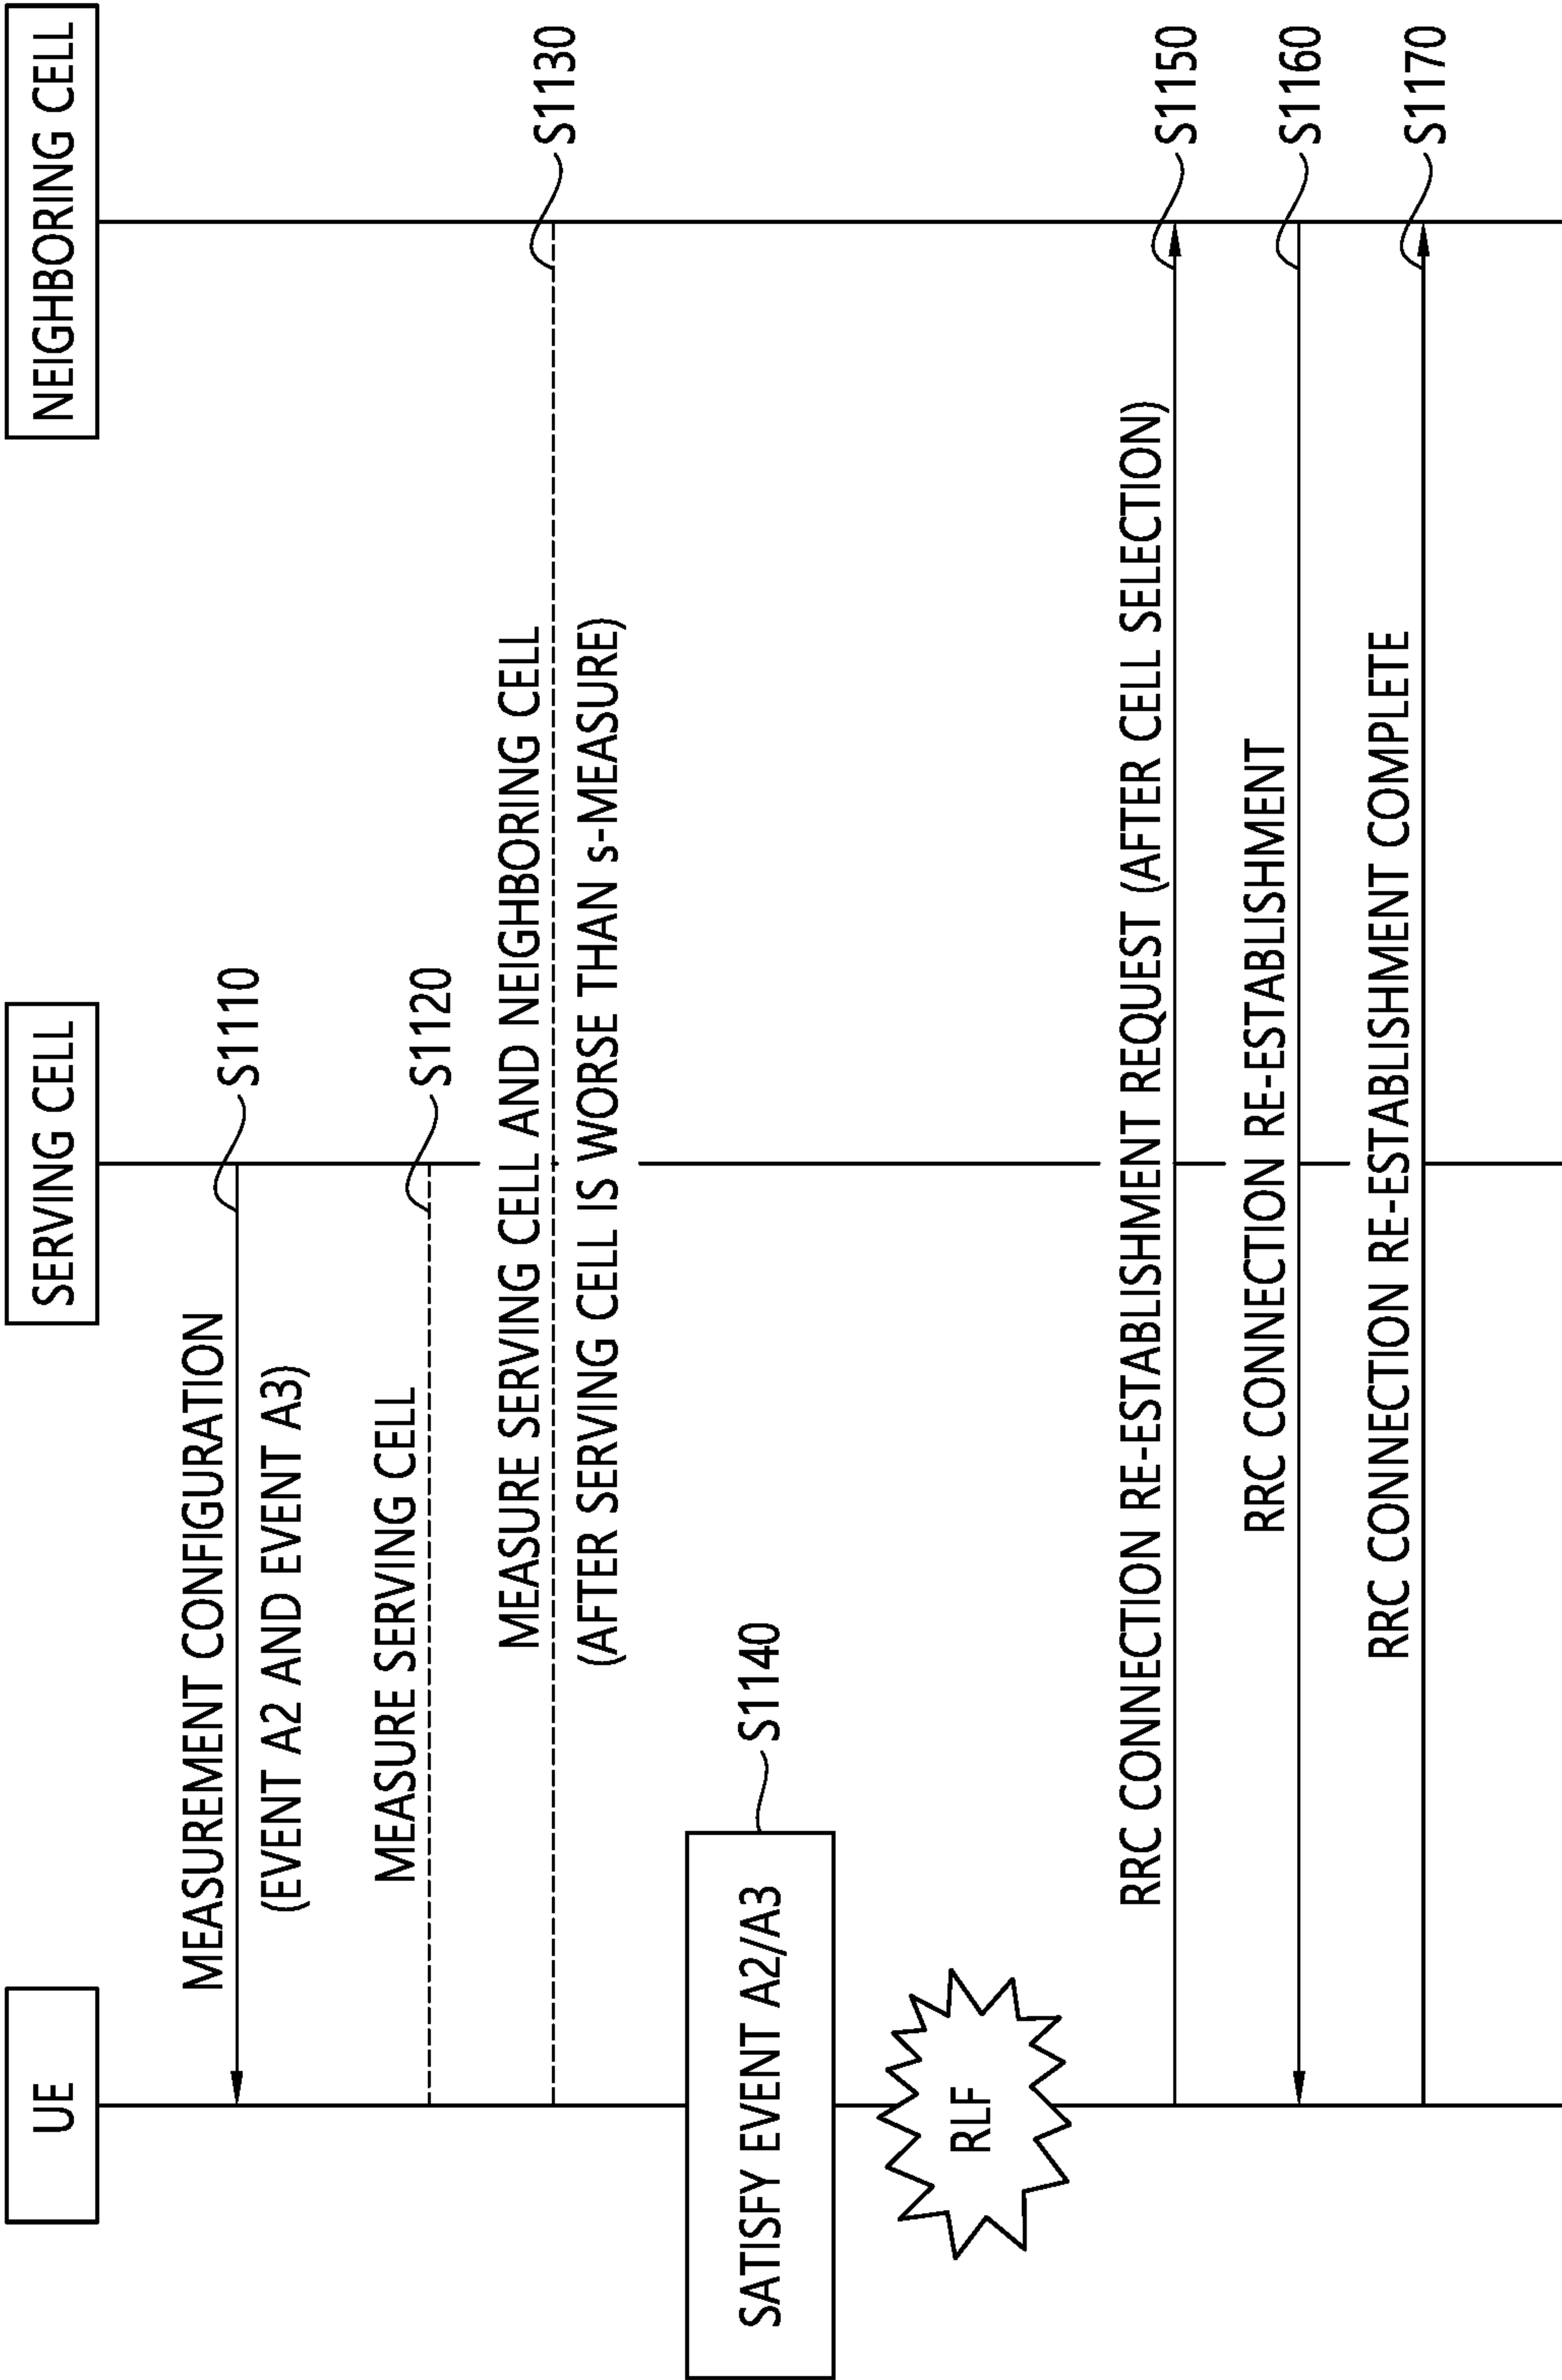 UE
SERVING CELL
NEIGHBORING CELL
MEASUREMENT CONFIGURATION
S1110
(EVENT A2 AND EVENT A3)
MEASURE SERVING CELL
S1120
MEASURE SERVING CELL AND NEIGHBORING CELL
S1130
(AFTER SERVING CELL IS WORSE THAN s-MEASURE)
SATISFY EVENT A2/A3
S1140
RLF
RRC CONNECTION RE-ESTABLISHMENT REQUEST (AFTER CELL SELECTION)
S1150
RRC CONNECTION RE-ESTABLISHMENT
S1160
RRC CONNECTION RE-ESTABLISHMENT COMPLETE
S1170